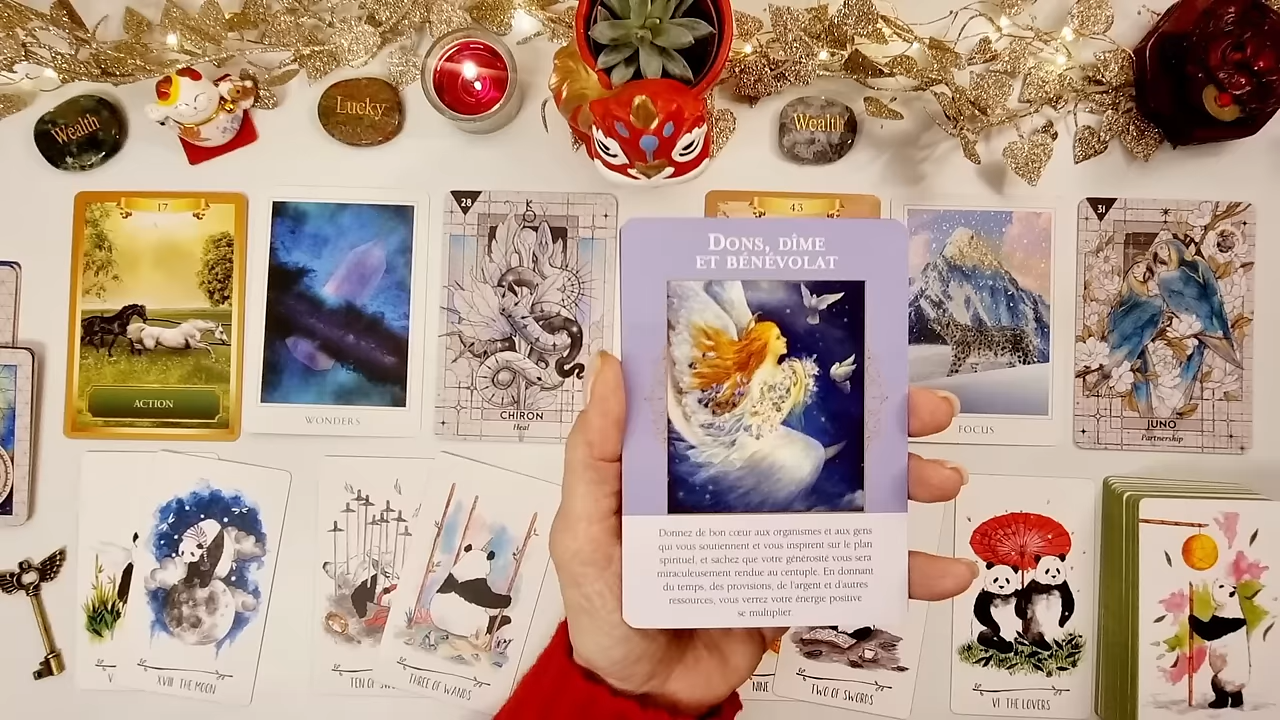 Wealth
Lucky
Wealth
17
ACTION
WONDERS
28
CHIRON
Heal
43
DONS, DÎME
ET BÉNÉVOLAT
Donnez de bon cœur aux organismes et aux gens
qui vous soutiennent et vous inspirent sur le plan
spirituel, et sachez que votre générosité vous sera
miraculeusement rendue au centuple. En donnant
du temps, des provisions, de l'argent et d'autres
ressources, vous verrez votre énergie positive
se multiplier.
FOCUS
31
JUNO
Partnership
V
XVIII THE MOON
TEN OF
THREE OF WANDS
NINE
TWO OF SWORDS
VI THE LOVERS